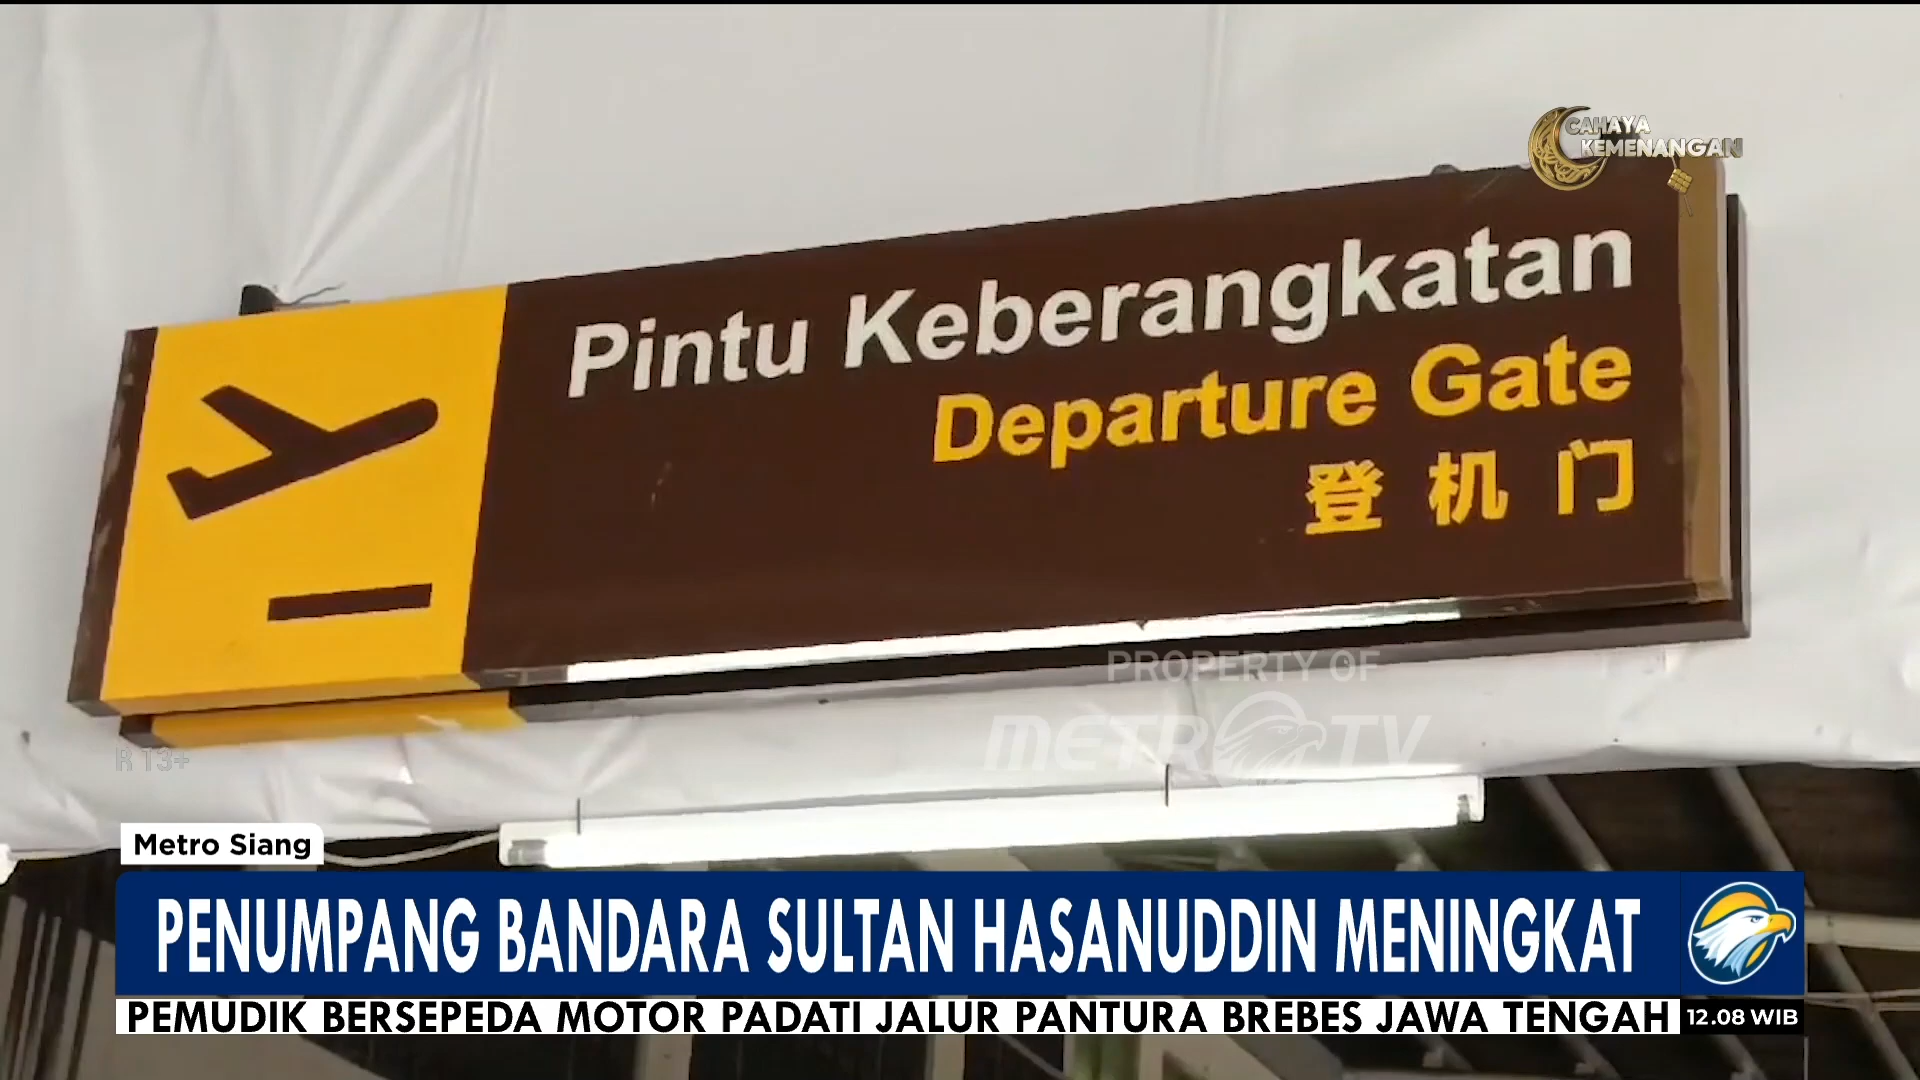 CAHAYA
KEMENANGAN
Pintu Keberangkatan
Departure Gate
登机门
PROPERTY OF
METRO TV
R 13+
Metro Siang
PENUMPANG BANDARA SULTAN HASANUDDIN MENINGKAT
PEMUDIK BERSEPEDA MOTOR PADATI JALUR PANTURA BREBES JAWA TENGAH
12.08 WIB